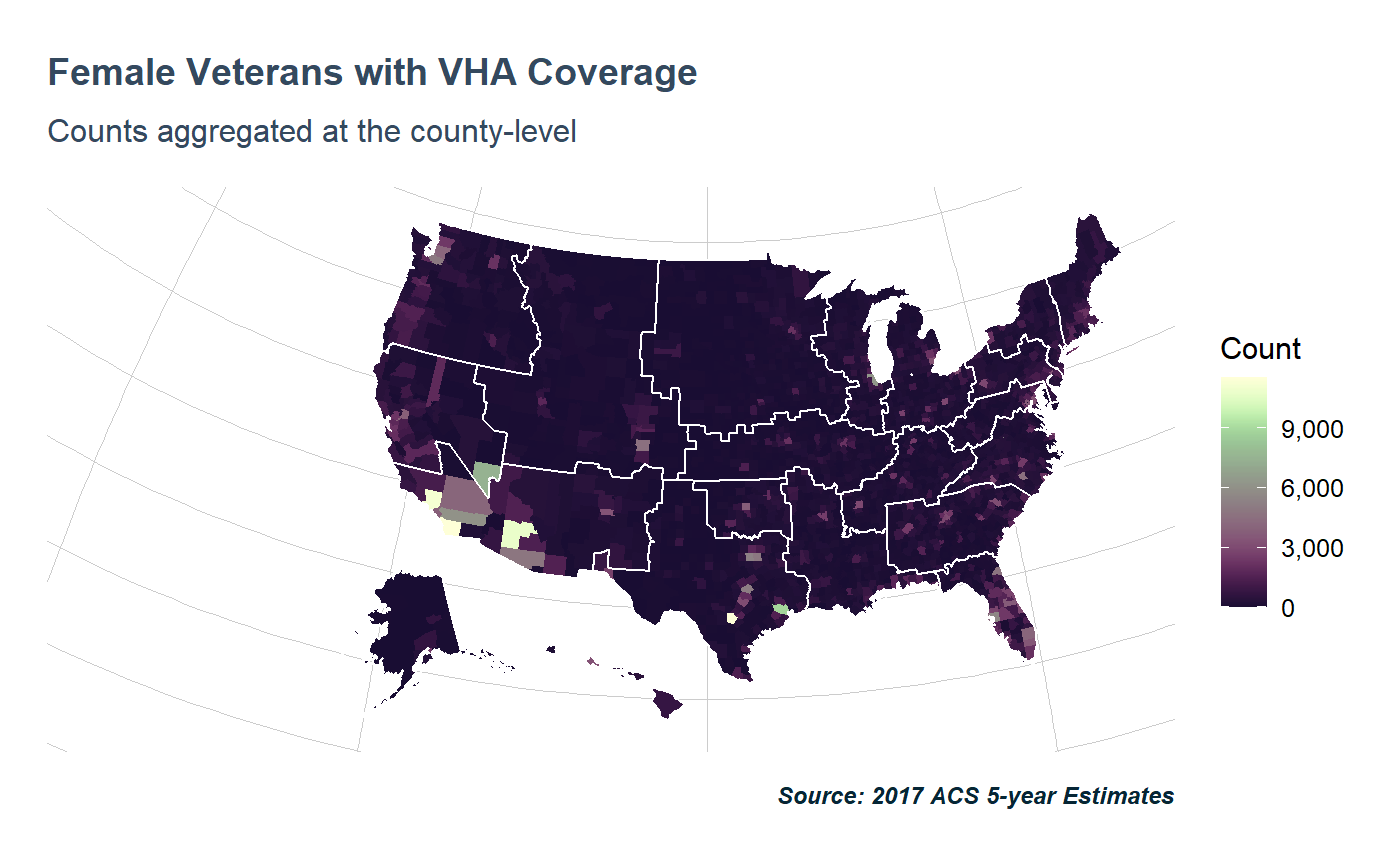 Female Veterans with VHA Coverage
Counts aggregated at the county-level
Count
9,000
6,000
3,000
0
Source: 2017 ACS 5-year Estimates